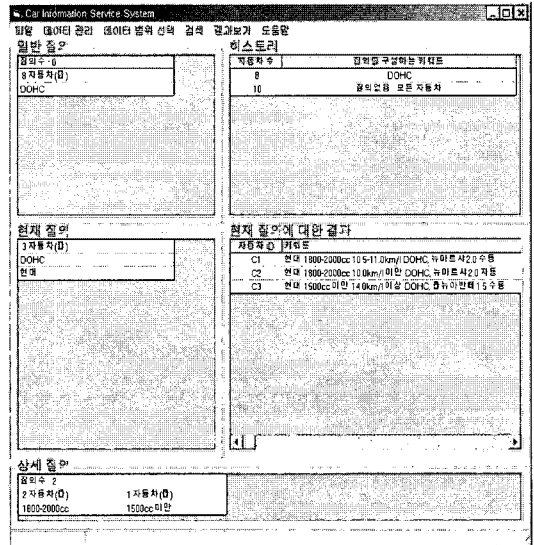 Car Information Service System
파일 데이터 관리 데이터 범위 선택 검색 결과보기 도움말
일반 질의
질의수 : 0
8 자동차(D)
DOHC
히스토리
자동차 수 질의를 구성하는 키워드
8 DOHC
10 질의없음 모든 자동차
현재 질의
3 자동차(D)
DOHC
현대
현재 질의에 대한 결과
자동차 ID 키워드
C1 현대 1800-2000cc 10.5-11.0km/l DOHC, 뉴마르샤2.0 수동
C2 현대 1800-2000cc 10.0km/l 미만 DOHC, 뉴마르샤2.0 자동
C3 현대 1500cc 미만 14.0km/l 이상 DOHC, 올뉴아반떼1.5 수동
상세 질의
질의수 2
2 자동차(D) 1 자동차(D)
1800-2000cc 1500cc 미만